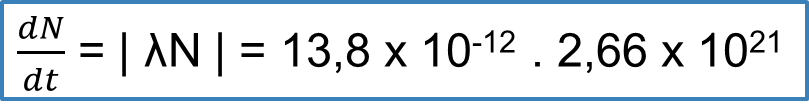 dN/dt = | λN | = 13,8 x 10⁻¹² . 2,66 x 10²¹